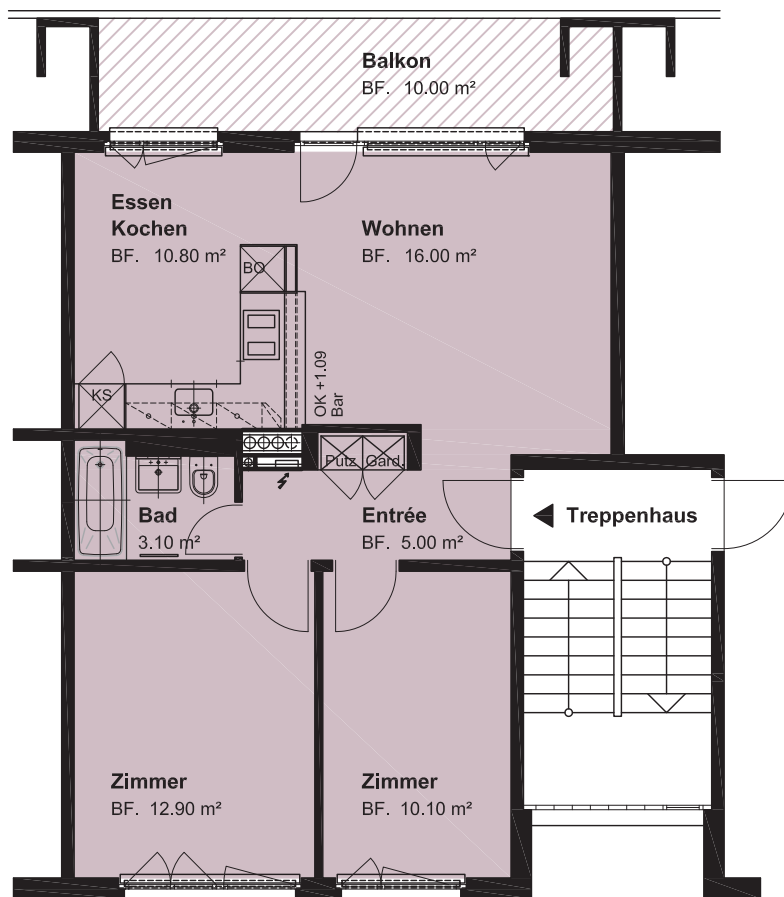 Balkon
BF. 10.00 m²
Essen
Kochen
BF. 10.80 m²
Wohnen
BF. 16.00 m²
BO
KS
OK +1.09
Bar
Putz
Gard.
Bad
3.10 m²
Entrée
BF. 5.00 m²
Treppenhaus
Zimmer
BF. 12.90 m²
Zimmer
BF. 10.10 m²